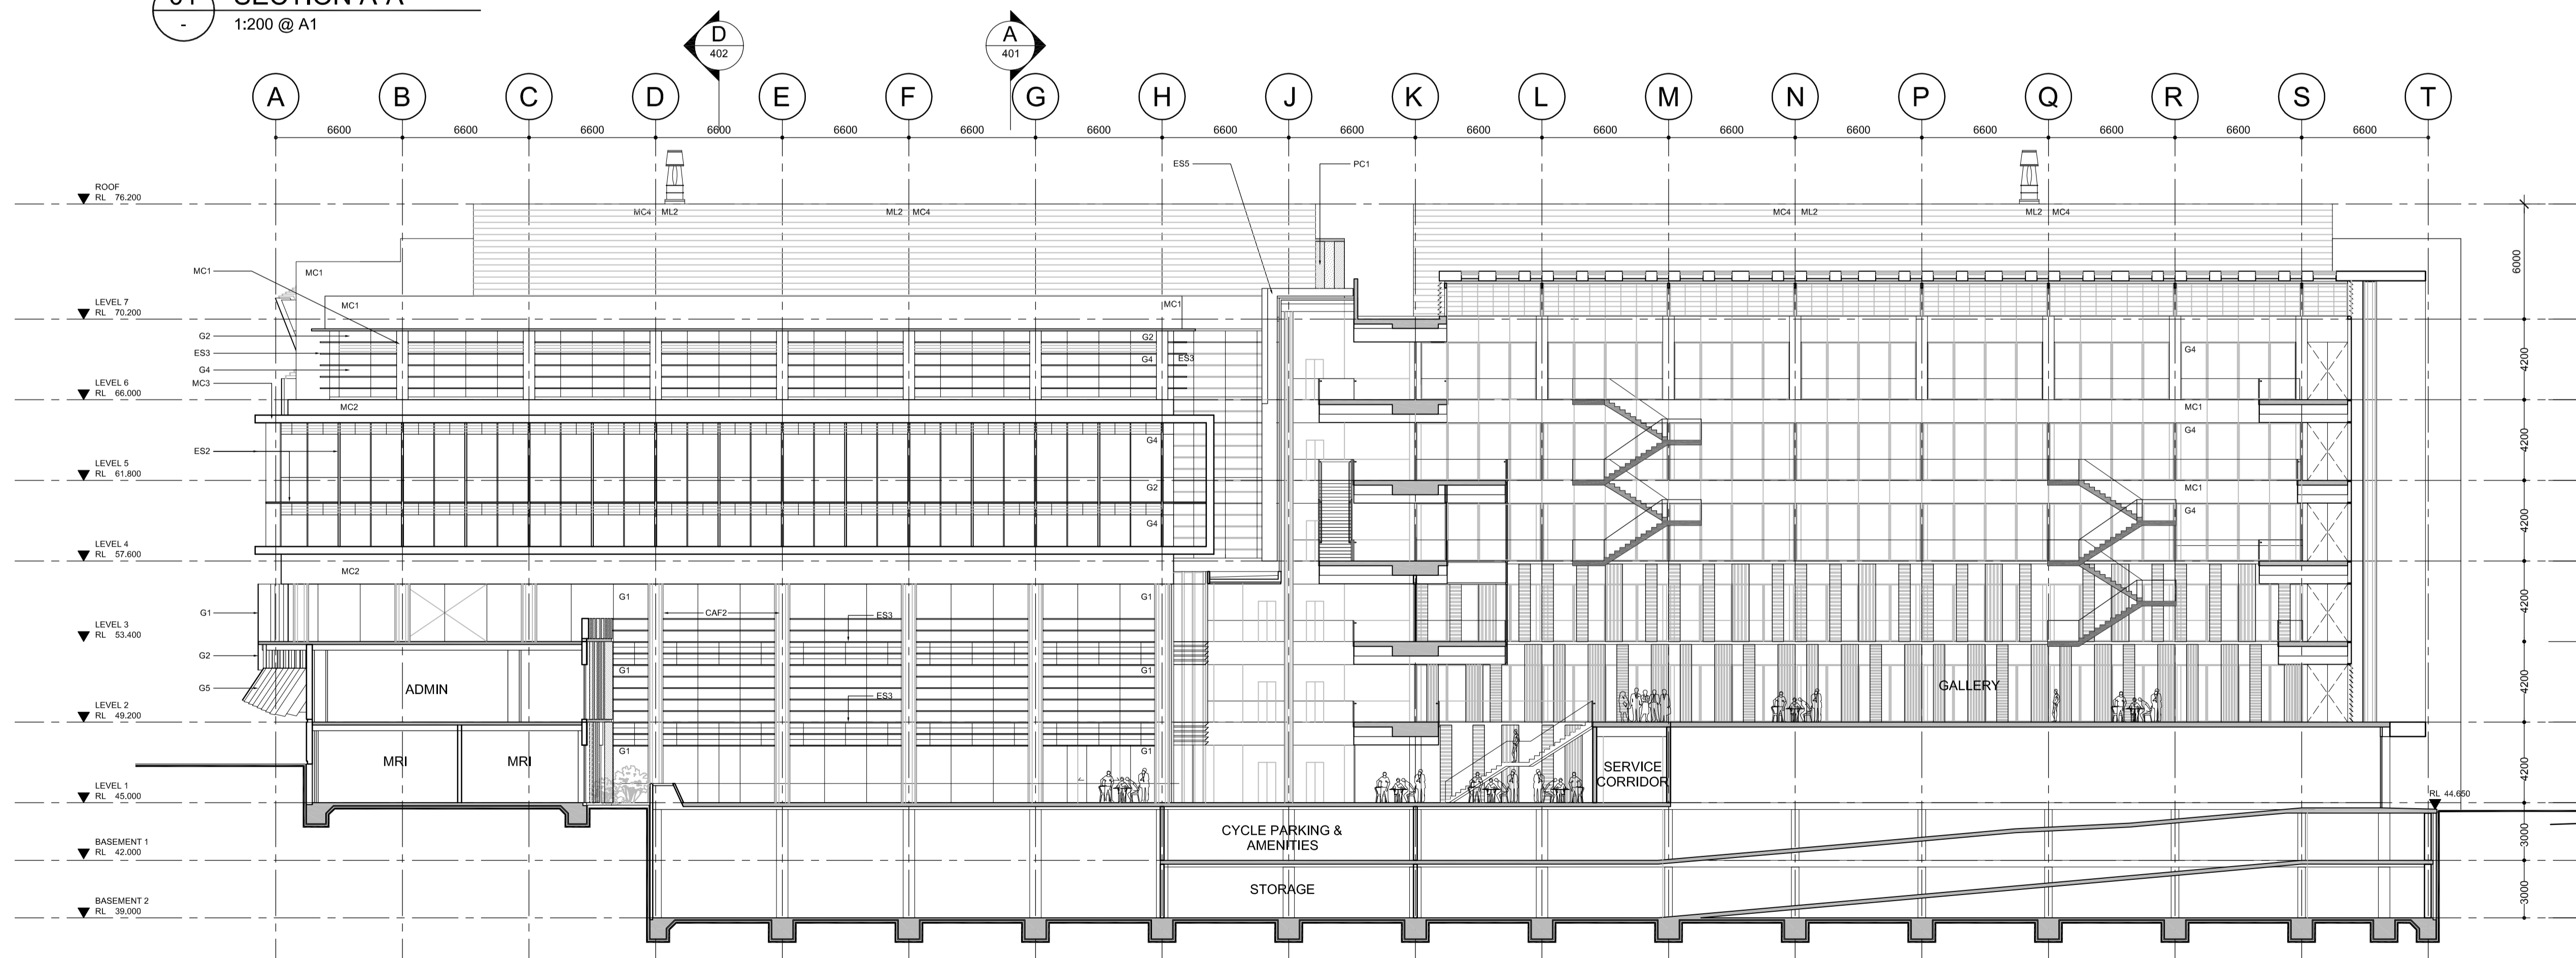 01 SECTION A-A
- 1:200 @ A1
D
402
A
401
A B C D E F G H J K L M N P Q R S T
6600 6600 6600 6600 6600 6600 6600 6600 6600 6600 6600 6600 6600 6600 6600 6600 6600
ES5
PC1
ROOF
RL 76.200
MC4 ML2
ML2 MC4
MC4 ML2
ML2 MC4
6000
MC1
MC1
LEVEL 7
RL 70.200
MC1
MC1
G2
G2
ES3
G4
ES3
G4
G4
4200
MC3
LEVEL 6
RL 66.000
MC2
MC1
G4
G4
4200
ES2
LEVEL 5
RL 61.800
G2
MC1
G4
G4
4200
LEVEL 4
RL 57.600
MC2
G1
G1
G1
CAF2
ES3
4200
LEVEL 3
RL 53.400
G2
G1
G1
G5
ADMIN
ES3
GALLERY
4200
LEVEL 2
RL 49.200
G1
G1
MRI
MRI
SERVICE
CORRIDOR
4200
LEVEL 1
RL 45.000
RL 44.650
CYCLE PARKING &
AMENITIES
3000
BASEMENT 1
RL 42.000
STORAGE
3000
BASEMENT 2
RL 39.000